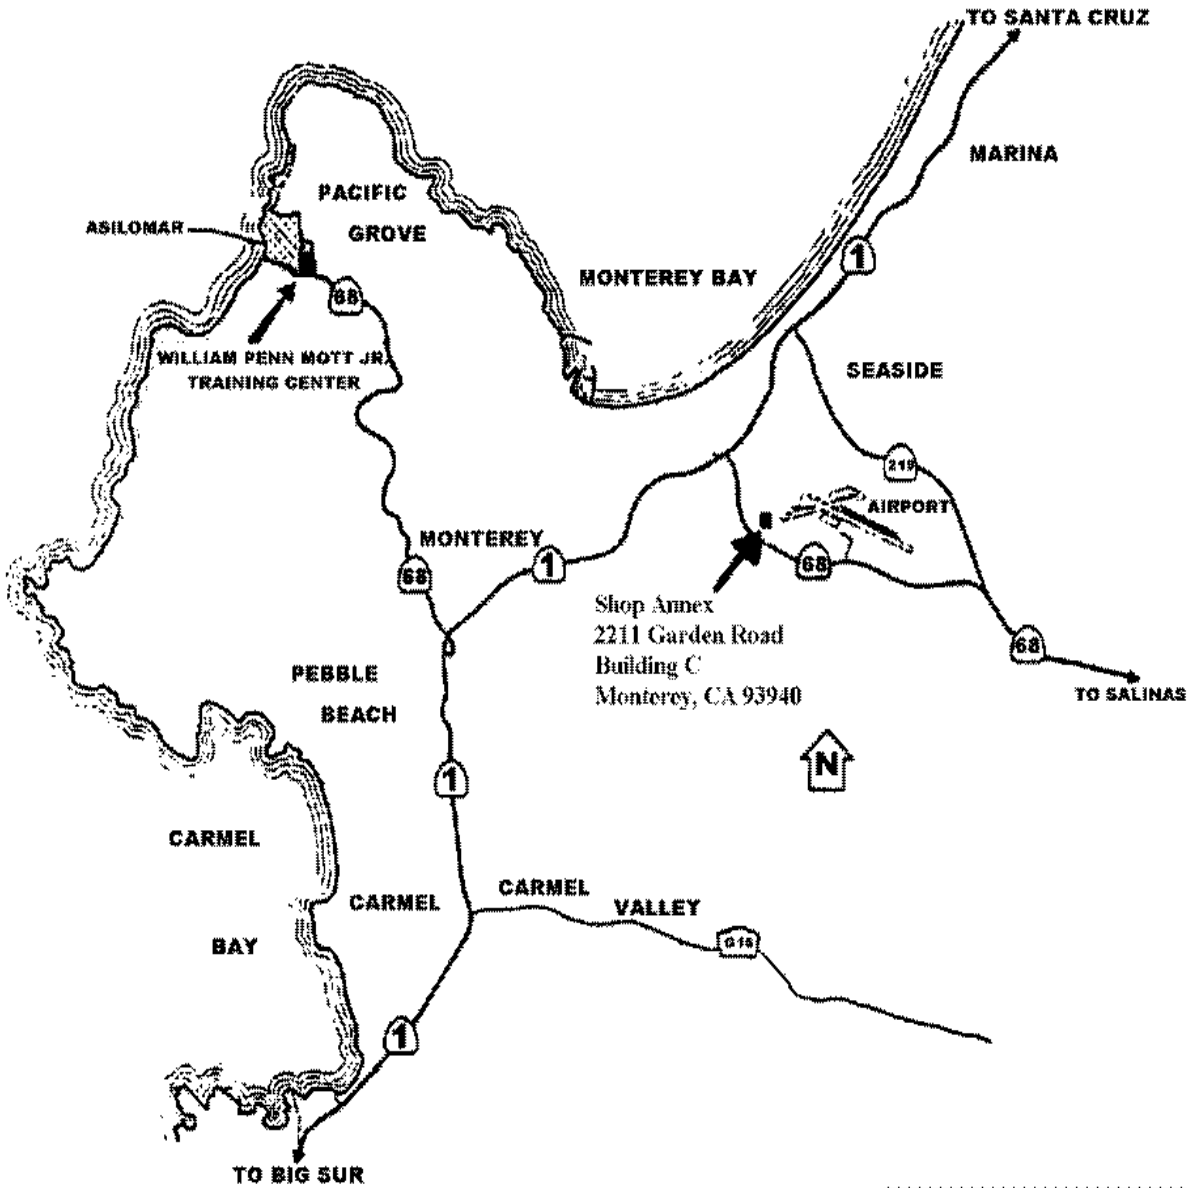 TO SANTA CRUZ
MARINA
PACIFIC
GROVE
ASILOMAR
MONTEREY BAY
1
68
WILLIAM PENN MOTT JR.
TRAINING CENTER
SEASIDE
219
AIRPORT
MONTEREY
1
68
68
Shop Annex
2211 Garden Road
Building C
Monterey, CA 93940
68
TO SALINAS
PEBBLE
BEACH
N
1
CARMEL
BAY
CARMEL
CARMEL
VALLEY
G16
1
TO BIG SUR